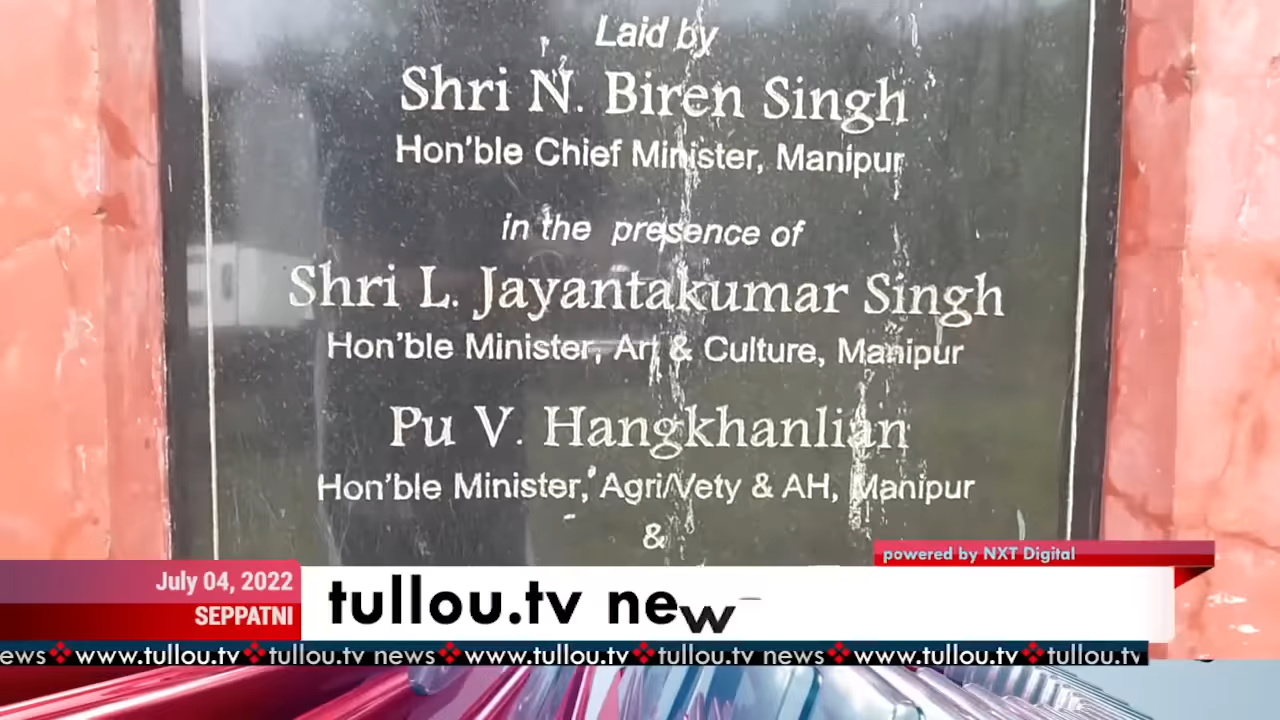 Laid by
Shri N. Biren Singh
Hon'ble Chief Minister, Manipur
in the presence of
Shri L. Jayantakumar Singh
Hon'ble Minister, Art & Culture, Manipur
Pu V. Hangkhanlian
Hon'ble Minister, Agri/Vety & AH, Manipur
&
powered by NXT Digital
July 04, 2022
SEPPATNI
tullou.tv new
ews www.tullou.tv tullou.tv news www.tullou.tv tullou.tv news www.tullou.tv tullou.tv